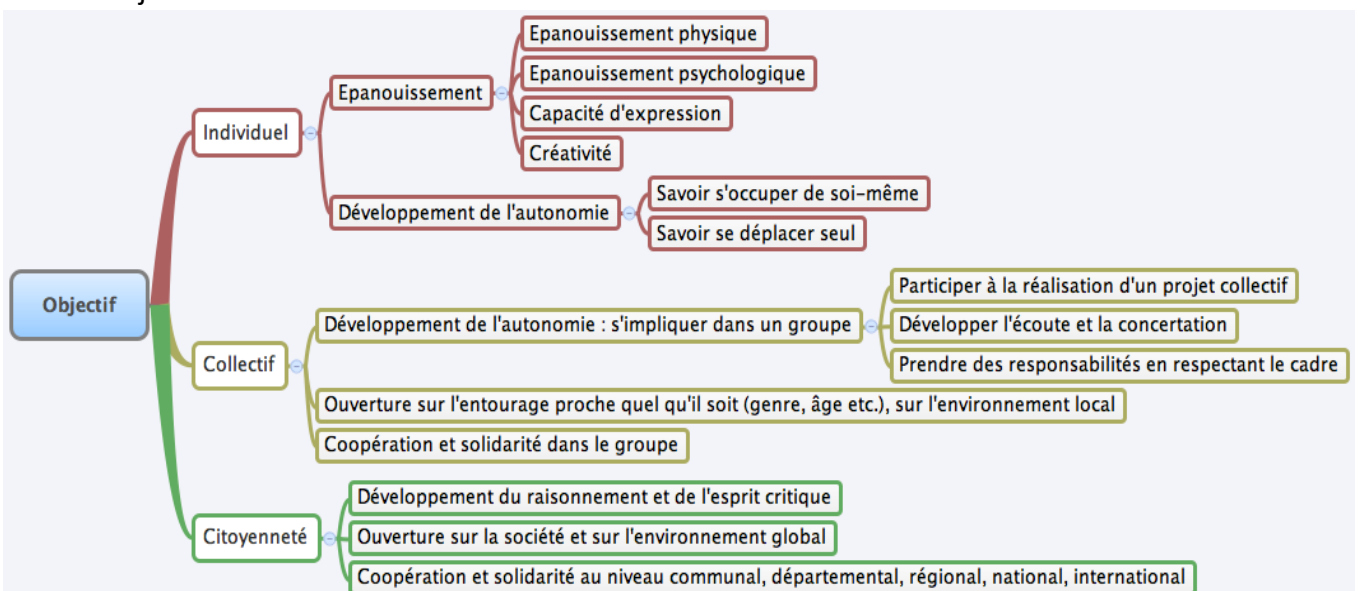 Objectif
Individuel
Epanouissement
Epanouissement physique
Epanouissement psychologique
Capacité d'expression
Créativité
Développement de l'autonomie
Savoir s'occuper de soi-même
Savoir se déplacer seul
Collectif
Développement de l'autonomie : s'impliquer dans un groupe
Participer à la réalisation d'un projet collectif
Développer l'écoute et la concertation
Prendre des responsabilités en respectant le cadre
Ouverture sur l'entourage proche quel qu'il soit (genre, âge etc.), sur l'environnement local
Coopération et solidarité dans le groupe
Citoyenneté
Développement du raisonnement et de l'esprit critique
Ouverture sur la société et sur l'environnement global
Coopération et solidarité au niveau communal, départemental, régional, national, international